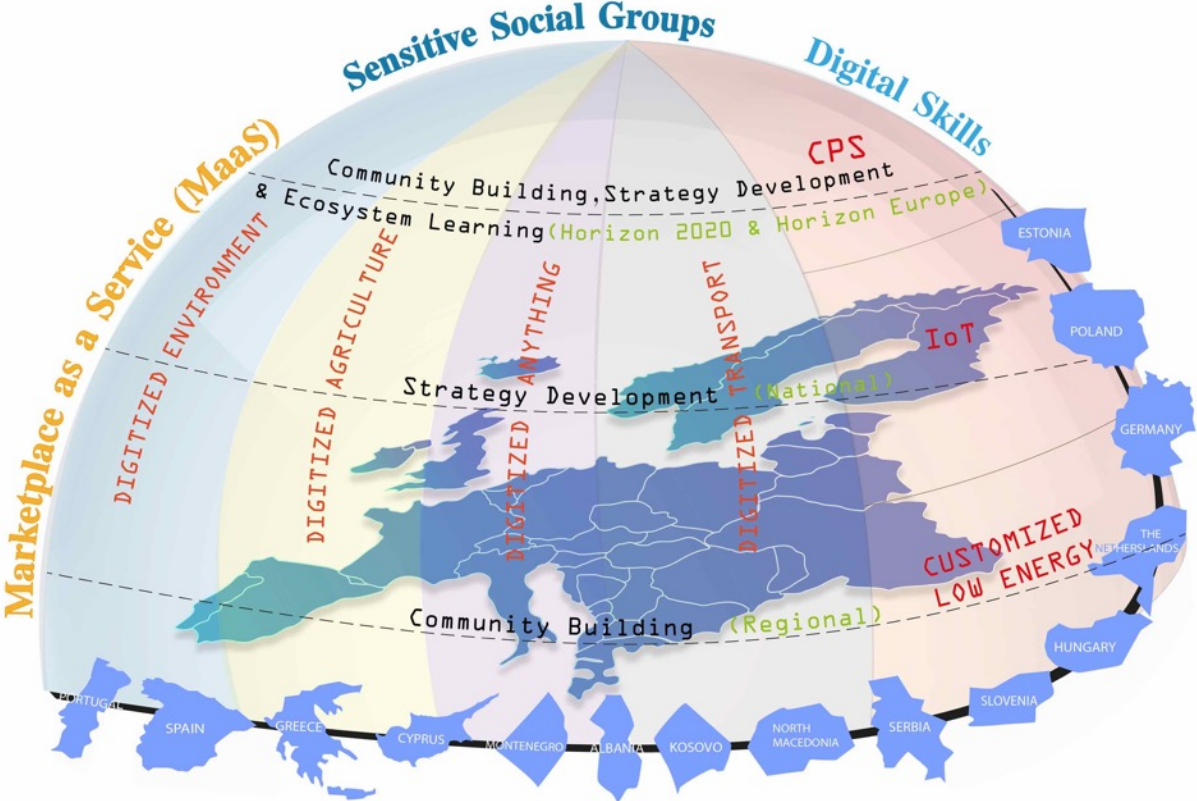 Sensitive Social Groups
Digital Skills
Marketplace as a Service (MaaS)
CPS
Community Building,Strategy Development
& Ecosystem Learning(Horizon 2020 & Horizon Europe)
DIGITIZED ENVIRONMENT
DIGITIZED AGRICULTURE
DIGITIZED ANYTHING
DIGITIZED TRANSPORT
IoT
Strategy Development (National)
CUSTOMIZED
LOW ENERGY
Community Building (Regional)
ESTONIA
POLAND
GERMANY
THE
NETHERSLANDS
HUNGARY
SLOVENIA
SERBIA
NORTH
MACEDONIA
KOSOVO
ALBANIA
MONTENEGRO
CYPRUS
GREECE
SPAIN
PORTUGAL